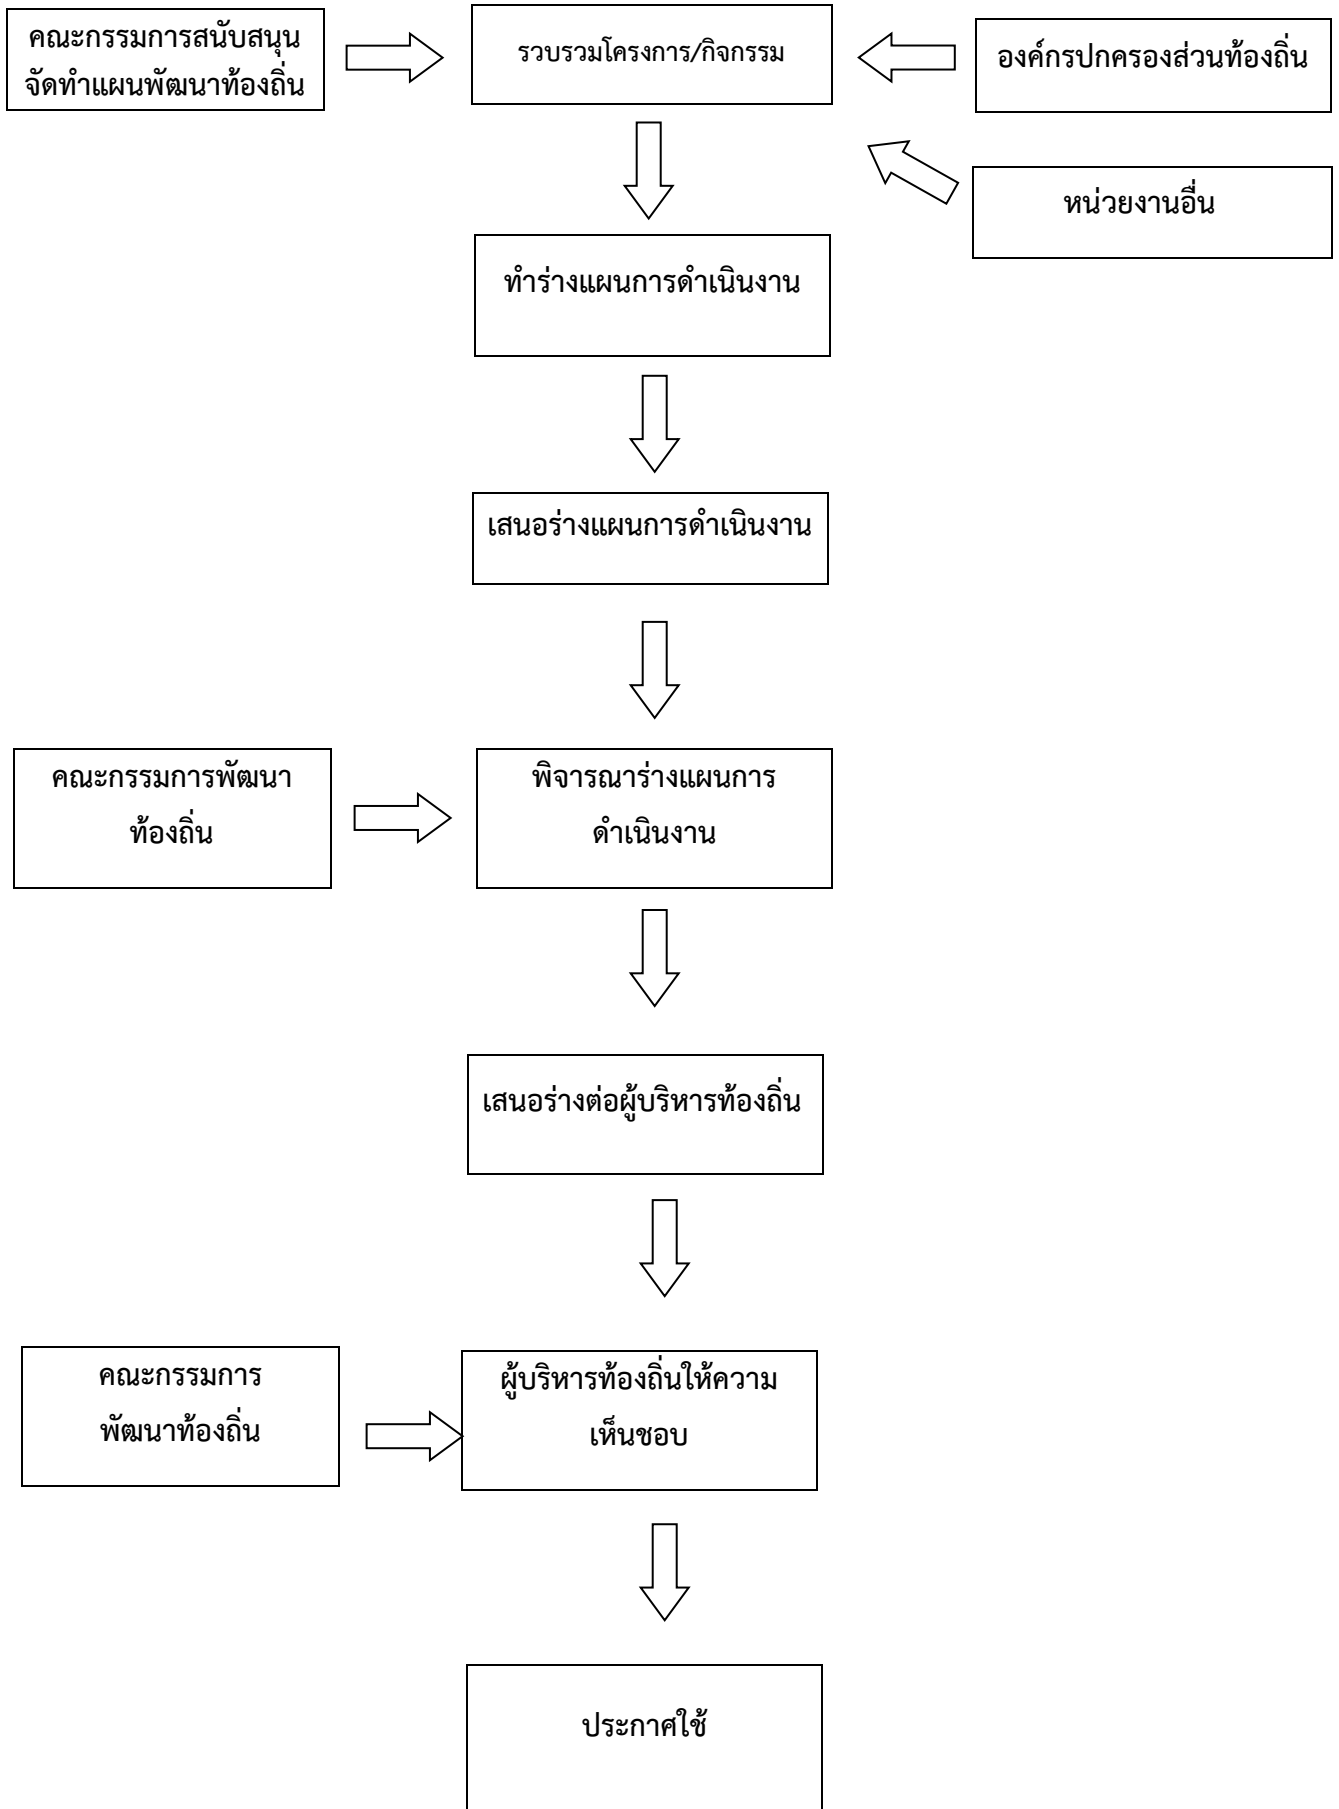 คณะกรรมการสนับสนุน
จัดทำแผนพัฒนาท้องถิ่น
รวบรวมโครงการ/กิจกรรม
องค์กรปกครองส่วนท้องถิ่น
หน่วยงานอื่น
ทำร่างแผนการดำเนินงาน
เสนอร่างแผนการดำเนินงาน
คณะกรรมการพัฒนา
ท้องถิ่น
พิจารณาร่างแผนการ
ดำเนินงาน
เสนอร่างต่อผู้บริหารท้องถิ่น
คณะกรรมการ
พัฒนาท้องถิ่น
ผู้บริหารท้องถิ่นให้ความ
เห็นชอบ
ประกาศใช้